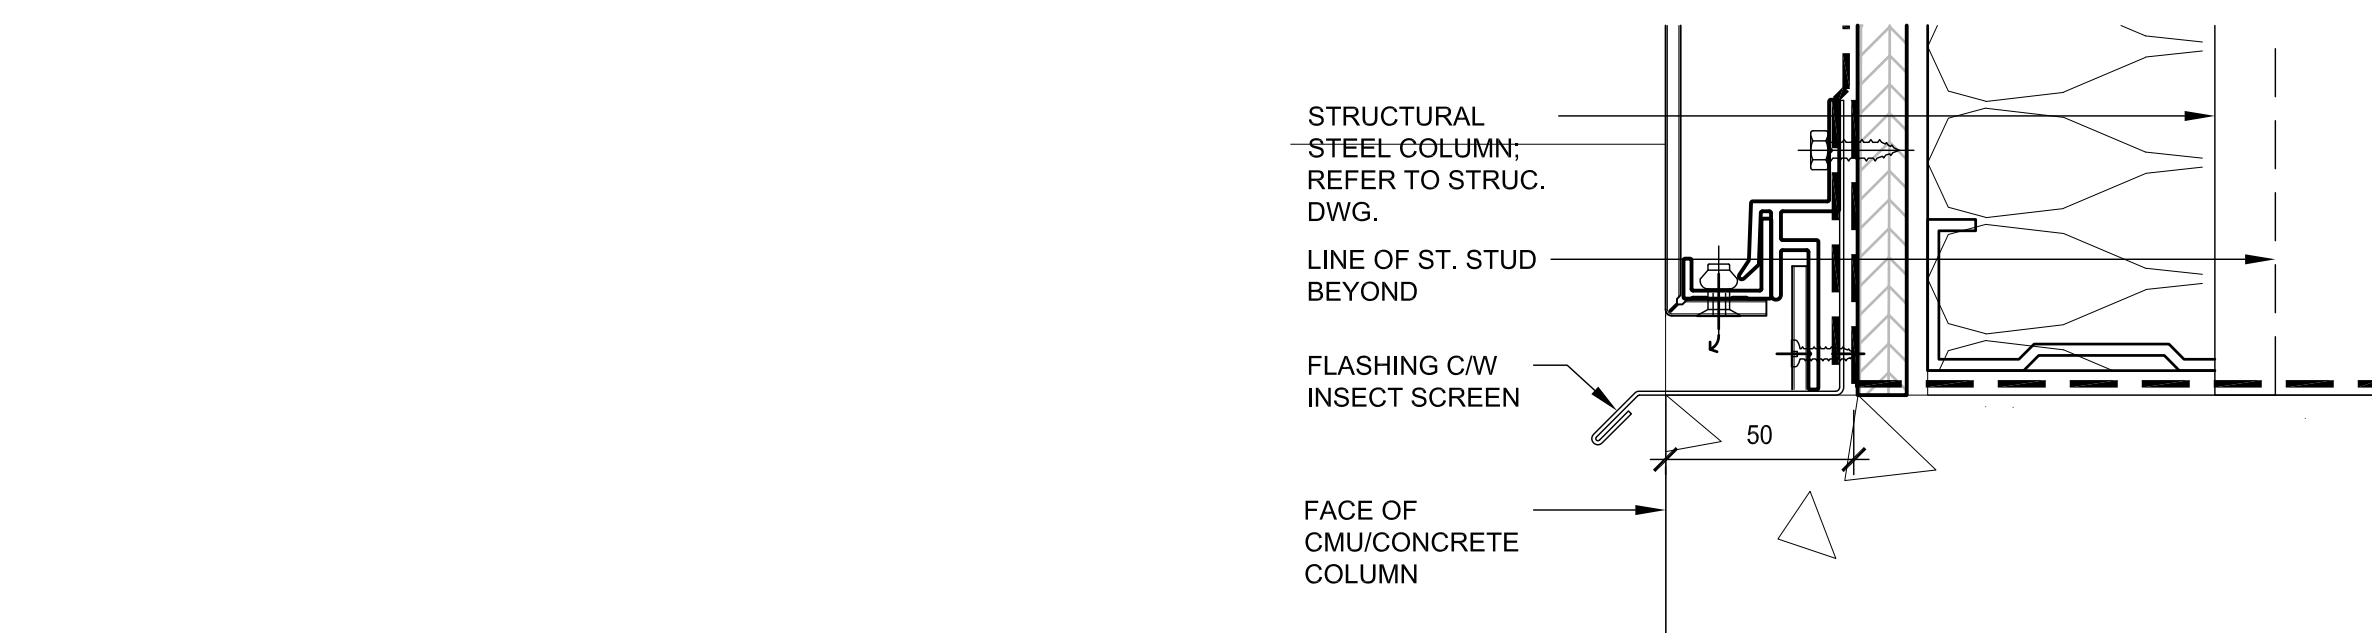 STRUCTURAL
STEEL COLUMN;
REFER TO STRUC.
DWG.
LINE OF ST. STUD
BEYOND
FLASHING C/W
INSECT SCREEN
50
FACE OF
CMU/CONCRETE
COLUMN